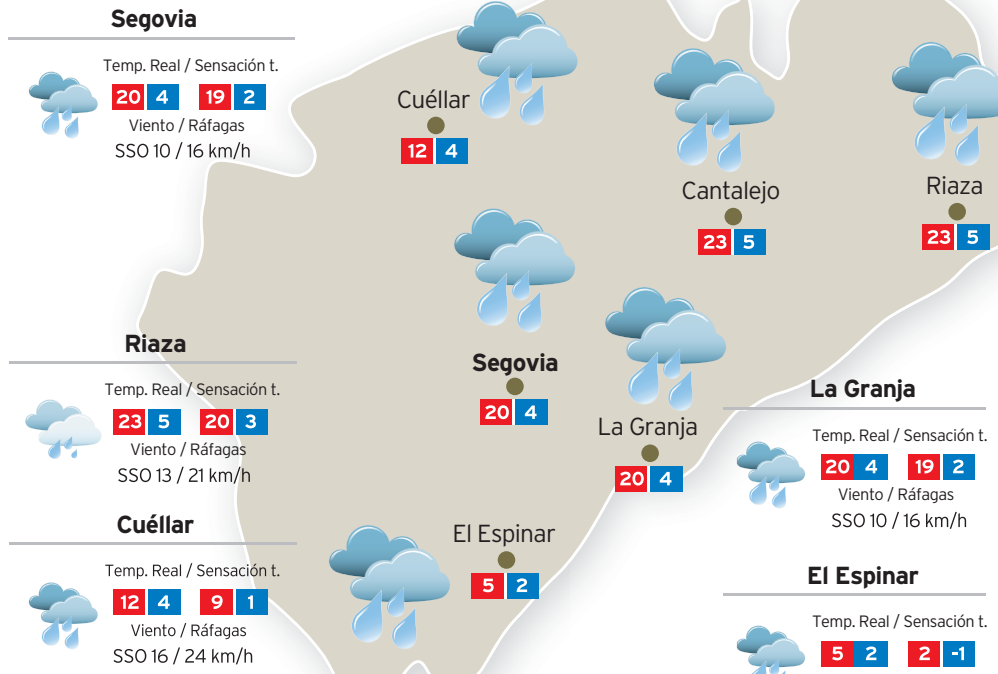 Segovia
Temp. Real / Sensación t.
20 4 19 2
Viento / Ráfagas
SSO 10 / 16 km/h
Riaza
Temp. Real / Sensación t.
23 5 20 3
Viento / Ráfagas
SSO 13 / 21 km/h
Cuéllar
Temp. Real / Sensación t.
12 4 9 1
Viento / Ráfagas
SSO 16 / 24 km/h
Cuéllar
12 4
Cantalejo
23 5
Riaza
23 5
Segovia
20 4
La Granja
20 4
El Espinar
5 2
La Granja
Temp. Real / Sensación t.
20 4 19 2
Viento / Ráfagas
SSO 10 / 16 km/h
El Espinar
Temp. Real / Sensación t.
5 2 2 -1